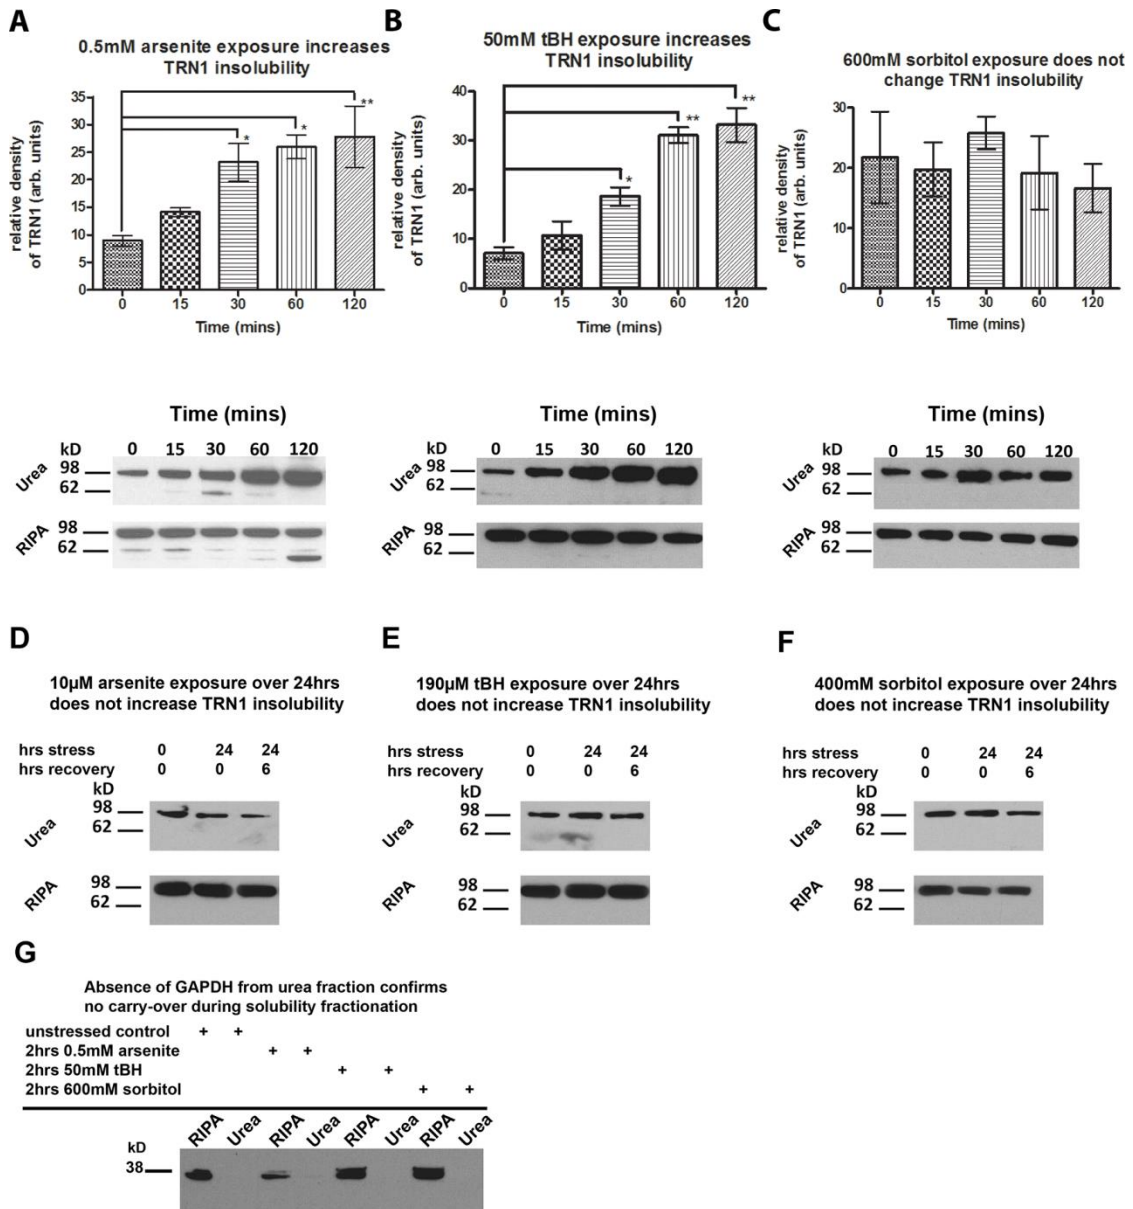 A
0.5mM arsenite exposure increases
TRN1 insolubility
relative density
of TRN1 (arb. units)
35
30
25
20
15
10
5
0
*
*
**
0 15 30 60 120
Time (mins)
B
50mM tBH exposure increases
TRN1 insolubility
relative density
of TRN1 (arb. units)
40
30
20
10
0
*
**
**
0 15 30 60 120
Time (mins)
C
600mM sorbitol exposure does not
change TRN1 insolubility
relative density
of TRN1 (arb. units)
30
20
10
0
0 15 30 60 120
Time (mins)
Time (mins)
kD 0 15 30 60 120
Urea
98
62
RIPA
98
62
Time (mins)
kD 0 15 30 60 120
Urea
98
62
RIPA
98
62
Time (mins)
kD 0 15 30 60 120
Urea
98
62
RIPA
98
62
D
10µM arsenite exposure over 24hrs
does not increase TRN1 insolubility
hrs stress 0 24 24
hrs recovery 0 0 6
kD
Urea
98
62
RIPA
98
62
E
190µM tBH exposure over 24hrs
does not increase TRN1 insolubility
hrs stress 0 24 24
hrs recovery 0 0 6
kD
Urea
98
62
RIPA
98
62
F
400mM sorbitol exposure over 24hrs
does not increase TRN1 insolubility
hrs stress 0 24 24
hrs recovery 0 0 6
kD
Urea
98
62
RIPA
98
62
G
Absence of GAPDH from urea fraction confirms
no carry-over during solubility fractionation
unstressed control + +
2hrs 0.5mM arsenite + +
2hrs 50mM tBH + +
2hrs 600mM sorbitol + +
RIPA Urea RIPA Urea RIPA Urea RIPA Urea
kD
38